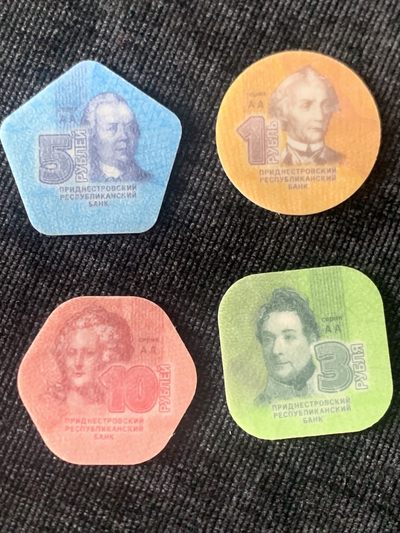 серия
АА
5
РУБЛЕЙ
ПРИДНЕСТРОВСКИЙ
РЕСПУБЛИКАНСКИЙ
БАНК
серия
АА
1
РУБЛЬ
ПРИДНЕСТРОВСКИЙ
РЕСПУБЛИКАНСКИЙ
БАНК
серия
АА
10
РУБЛЕЙ
ПРИДНЕСТРОВСКИЙ
РЕСПУБЛИКАНСКИЙ
БАНК
серия
АА
3
РУБЛЯ
ПРИДНЕСТРОВСКИЙ
РЕСПУБЛИКАНСКИЙ
БАНК